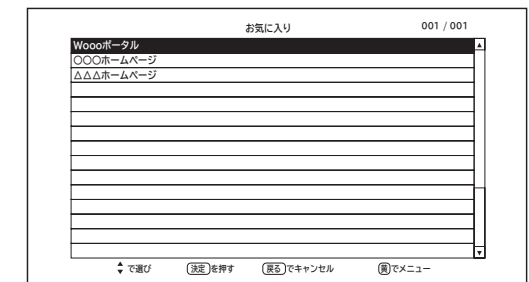 お気に入り 001 / 001
Woooポータル
○○○ホームページ
△△△ホームページ
で選び 決定を押す 戻るでキャンセル 黄でメニュー